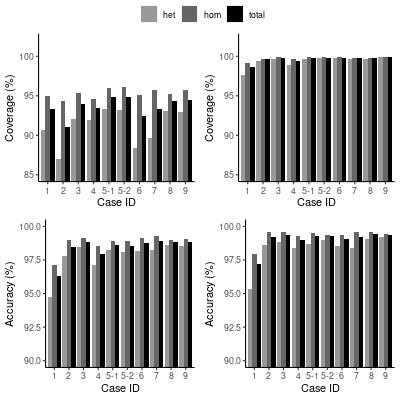 het hom total
Coverage (%)
100
95
90
85
1 2 3 4 5-1 5-2 6 7 8 9
Case ID
Coverage (%)
100
95
90
85
1 2 3 4 5-1 5-2 6 7 8 9
Case ID
Accuracy (%)
100.0
97.5
95.0
92.5
90.0
1 2 3 4 5-1 5-2 6 7 8 9
Case ID
Accuracy (%)
100.0
97.5
95.0
92.5
90.0
1 2 3 4 5-1 5-2 6 7 8 9
Case ID